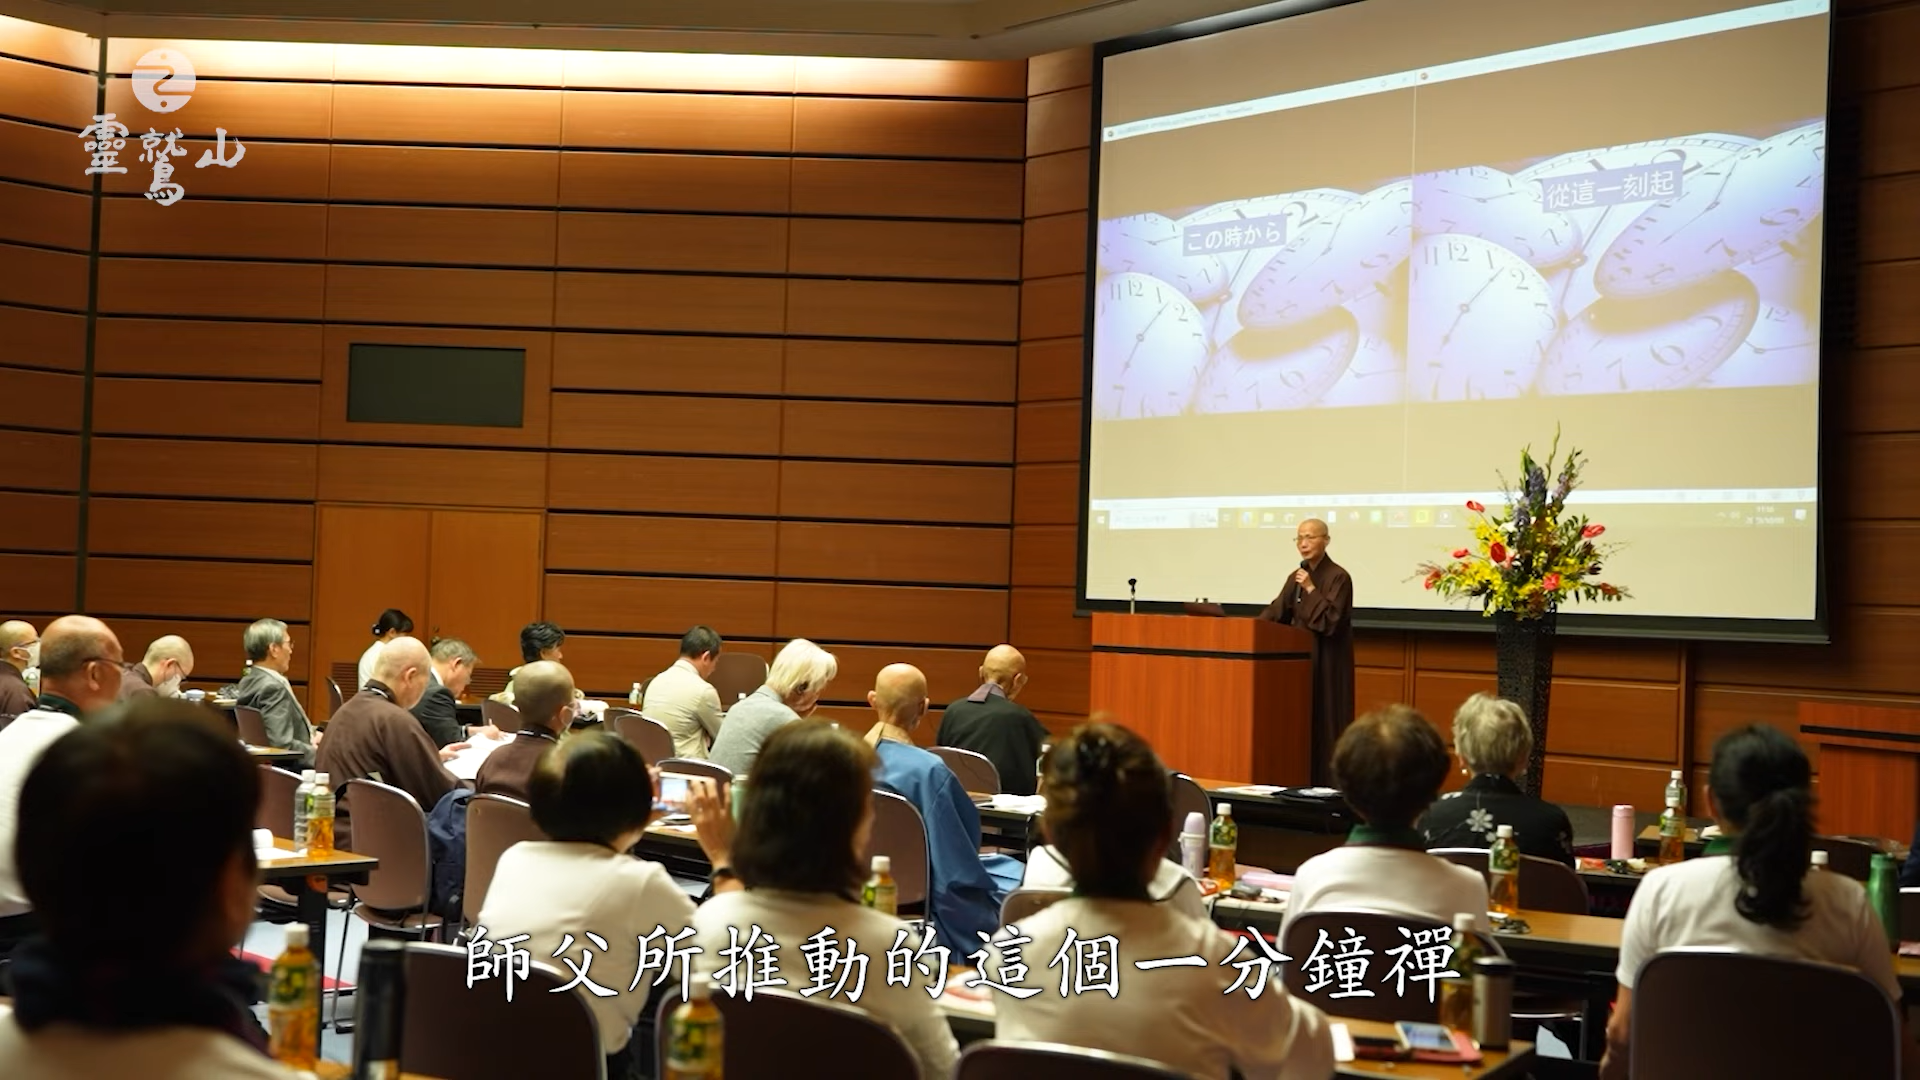 靈鷲山
この時から
從這一刻起
師父所推動的這個一分鐘禪